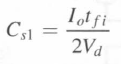 $C_{s1} = \frac{I_o t_{fi}}{2V_d}$